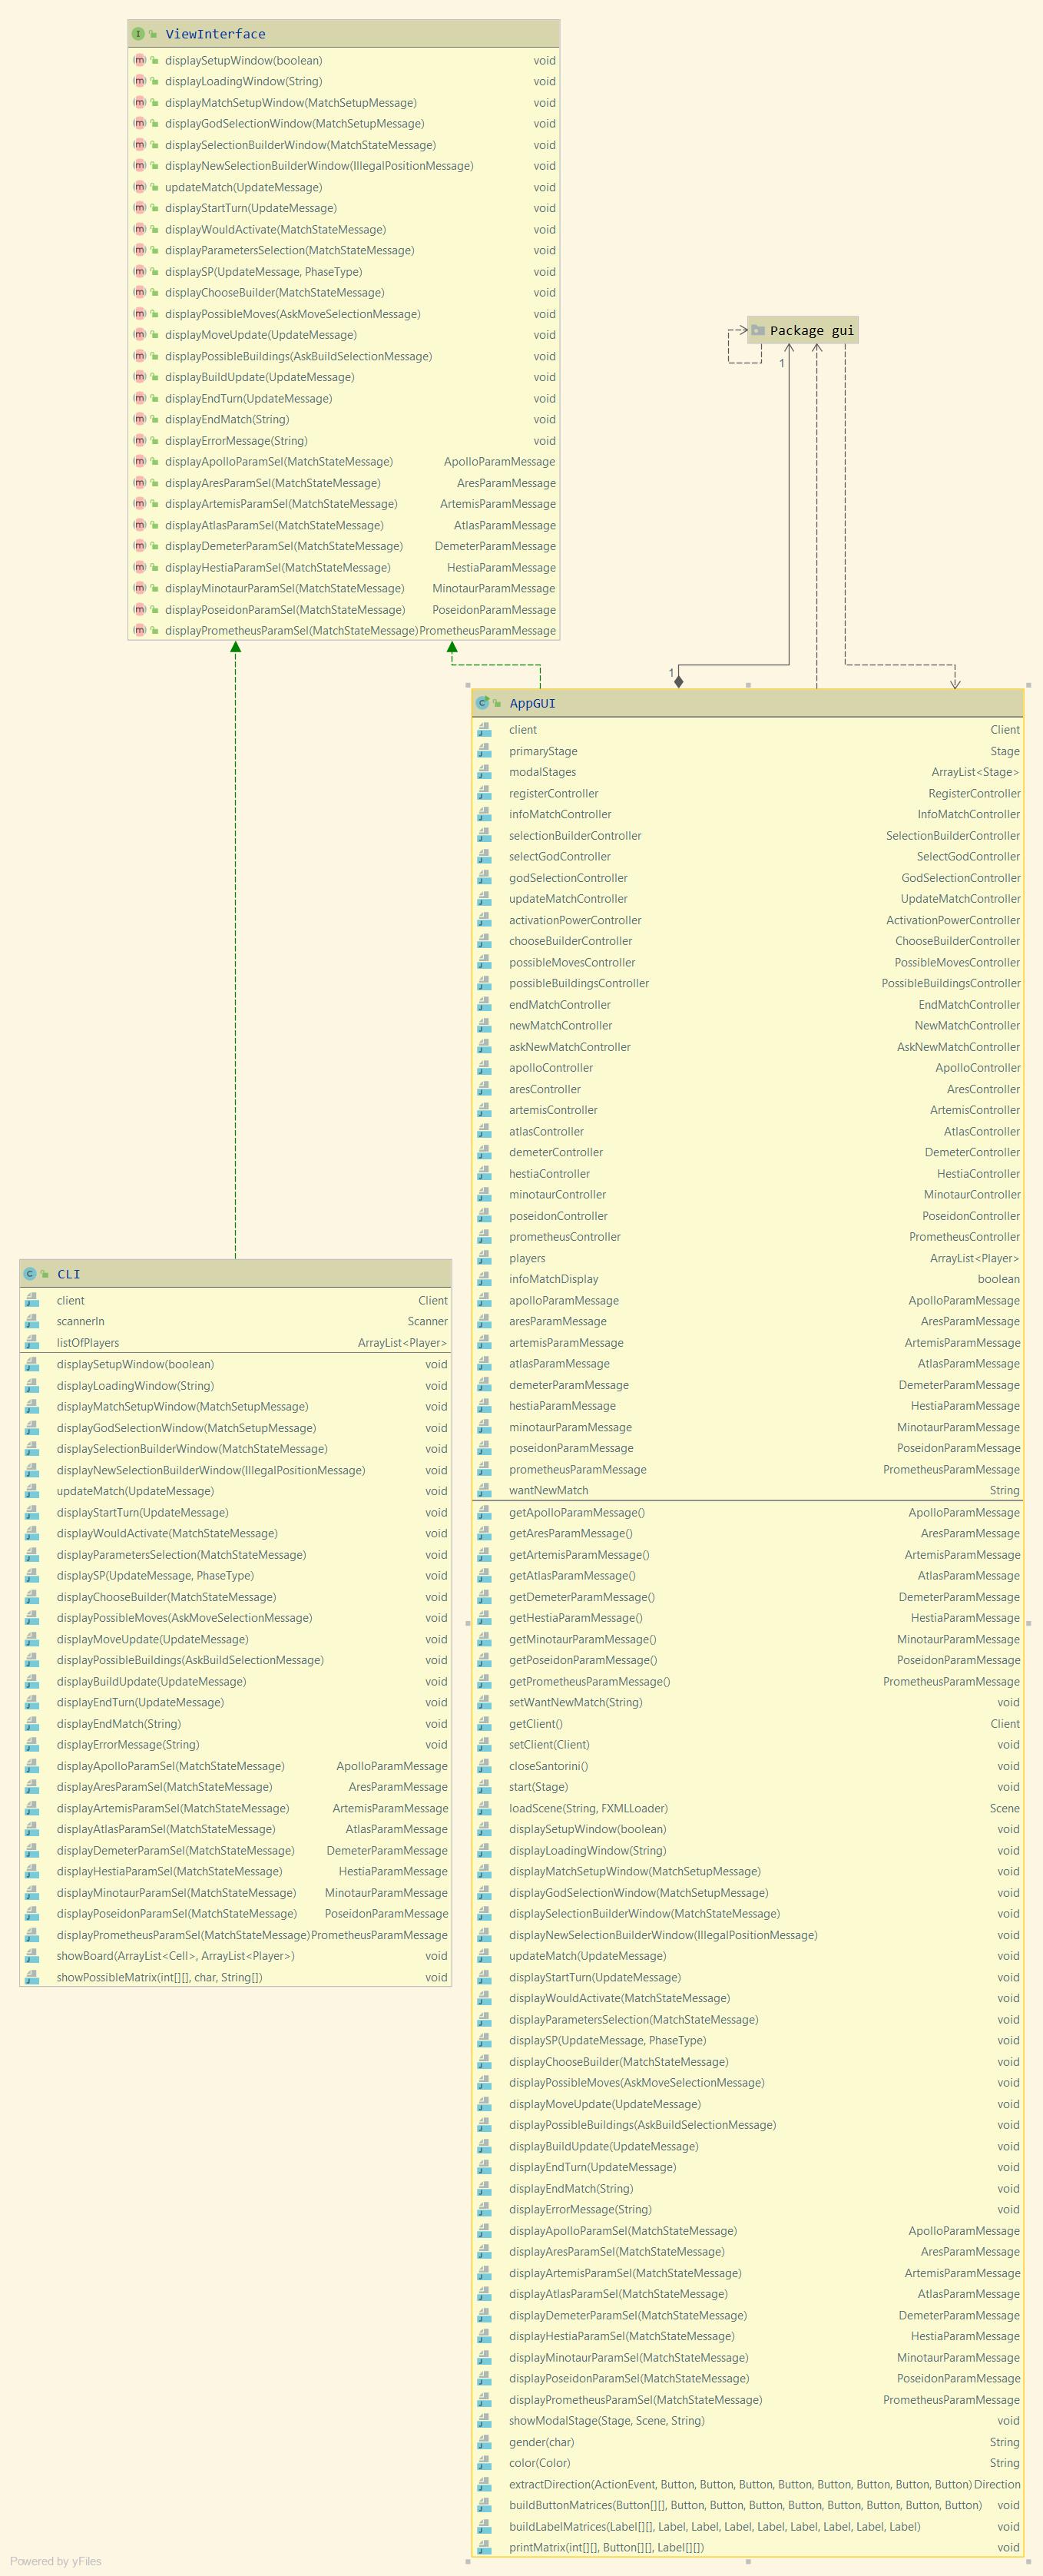 ViewInterface
displaySetupWindow(boolean) void
displayLoadingWindow(String) void
displayMatchSetupWindow(MatchSetupMessage) void
displayGodSelectionWindow(MatchSetupMessage) void
displaySelectionBuilderWindow(MatchStateMessage) void
displayNewSelectionBuilderWindow(IllegalPositionMessage) void
updateMatch(UpdateMessage) void
displayStartTurn(UpdateMessage) void
displayWouldActivate(MatchStateMessage) void
displayParametersSelection(MatchStateMessage) void
displaySP(UpdateMessage, PhaseType) void
displayChooseBuilder(MatchStateMessage) void
displayPossibleMoves(AskMoveSelectionMessage) void
displayMoveUpdate(UpdateMessage) void
displayPossibleBuildings(AskBuildSelectionMessage) void
displayBuildUpdate(UpdateMessage) void
displayEndTurn(UpdateMessage) void
displayEndMatch(String) void
displayErrorMessage(String) void
displayApolloParamSel(MatchStateMessage) ApolloParamMessage
displayAresParamSel(MatchStateMessage) AresParamMessage
displayArtemisParamSel(MatchStateMessage) ArtemisParamMessage
displayAtlasParamSel(MatchStateMessage) AtlasParamMessage
displayDemeterParamSel(MatchStateMessage) DemeterParamMessage
displayHestiaParamSel(MatchStateMessage) HestiaParamMessage
displayMinotaurParamSel(MatchStateMessage) MinotaurParamMessage
displayPoseidonParamSel(MatchStateMessage) PoseidonParamMessage
displayPrometheusParamSel(MatchStateMessage) PrometheusParamMessage
Package gui
1
1
AppGUI
client Client
primaryStage Stage
modalStages ArrayList<Stage>
registerController RegisterController
infoMatchController InfoMatchController
selectionBuilderController SelectionBuilderController
selectGodController SelectGodController
godSelectionController GodSelectionController
updateMatchController UpdateMatchController
activationPowerController ActivationPowerController
chooseBuilderController ChooseBuilderController
possibleMovesController PossibleMovesController
possibleBuildingsController PossibleBuildingsController
endMatchController EndMatchController
newMatchController NewMatchController
askNewMatchController AskNewMatchController
apolloController ApolloController
aresController AresController
artemisController ArtemisController
atlasController AtlasController
demeterController DemeterController
hestiaController HestiaController
minotaurController MinotaurController
poseidonController PoseidonController
prometheusController PrometheusController
players ArrayList<Player>
infoMatchDisplay boolean
apolloParamMessage ApolloParamMessage
aresParamMessage AresParamMessage
artemisParamMessage ArtemisParamMessage
atlasParamMessage AtlasParamMessage
demeterParamMessage DemeterParamMessage
hestiaParamMessage HestiaParamMessage
minotaurParamMessage MinotaurParamMessage
poseidonParamMessage PoseidonParamMessage
prometheusParamMessage PrometheusParamMessage
wantNewMatch String
getApolloParamMessage() ApolloParamMessage
getAresParamMessage() AresParamMessage
getArtemisParamMessage() ArtemisParamMessage
getAtlasParamMessage() AtlasParamMessage
getDemeterParamMessage() DemeterParamMessage
getHestiaParamMessage() HestiaParamMessage
getMinotaurParamMessage() MinotaurParamMessage
getPoseidonParamMessage() PoseidonParamMessage
getPrometheusParamMessage() PrometheusParamMessage
setWantNewMatch(String) void
getClient() Client
setClient(Client) void
closeSantorini() void
start(Stage) void
loadScene(String, FXMLLoader) Scene
displaySetupWindow(boolean) void
displayLoadingWindow(String) void
displayMatchSetupWindow(MatchSetupMessage) void
displayGodSelectionWindow(MatchSetupMessage) void
displaySelectionBuilderWindow(MatchStateMessage) void
displayNewSelectionBuilderWindow(IllegalPositionMessage) void
updateMatch(UpdateMessage) void
displayStartTurn(UpdateMessage) void
displayWouldActivate(MatchStateMessage) void
displayParametersSelection(MatchStateMessage) void
displaySP(UpdateMessage, PhaseType) void
displayChooseBuilder(MatchStateMessage) void
displayPossibleMoves(AskMoveSelectionMessage) void
displayMoveUpdate(UpdateMessage) void
displayPossibleBuildings(AskBuildSelectionMessage) void
displayBuildUpdate(UpdateMessage) void
displayEndTurn(UpdateMessage) void
displayEndMatch(String) void
displayErrorMessage(String) void
displayApolloParamSel(MatchStateMessage) ApolloParamMessage
displayAresParamSel(MatchStateMessage) AresParamMessage
displayArtemisParamSel(MatchStateMessage) ArtemisParamMessage
displayAtlasParamSel(MatchStateMessage) AtlasParamMessage
displayDemeterParamSel(MatchStateMessage) DemeterParamMessage
displayHestiaParamSel(MatchStateMessage) HestiaParamMessage
displayMinotaurParamSel(MatchStateMessage) MinotaurParamMessage
displayPoseidonParamSel(MatchStateMessage) PoseidonParamMessage
displayPrometheusParamSel(MatchStateMessage) PrometheusParamMessage
showModalStage(Stage, Scene, String) void
gender(char) String
color(Color) String
extractDirection(ActionEvent, Button, Button, Button, Button, Button, Button, Button, Button) Direction
buildButtonMatrices(Button[][], Button, Button, Button, Button, Button, Button, Button, Button) void
buildLabelMatrices(Label[][], Label, Label, Label, Label, Label, Label, Label, Label) void
printMatrix(int[][], Button[][], Label[][]) void
CLI
client Client
scannerIn Scanner
listOfPlayers ArrayList<Player>
displaySetupWindow(boolean) void
displayLoadingWindow(String) void
displayMatchSetupWindow(MatchSetupMessage) void
displayGodSelectionWindow(MatchSetupMessage) void
displaySelectionBuilderWindow(MatchStateMessage) void
displayNewSelectionBuilderWindow(IllegalPositionMessage) void
updateMatch(UpdateMessage) void
displayStartTurn(UpdateMessage) void
displayWouldActivate(MatchStateMessage) void
displayParametersSelection(MatchStateMessage) void
displaySP(UpdateMessage, PhaseType) void
displayChooseBuilder(MatchStateMessage) void
displayPossibleMoves(AskMoveSelectionMessage) void
displayMoveUpdate(UpdateMessage) void
displayPossibleBuildings(AskBuildSelectionMessage) void
displayBuildUpdate(UpdateMessage) void
displayEndTurn(UpdateMessage) void
displayEndMatch(String) void
displayErrorMessage(String) void
displayApolloParamSel(MatchStateMessage) ApolloParamMessage
displayAresParamSel(MatchStateMessage) AresParamMessage
displayArtemisParamSel(MatchStateMessage) ArtemisParamMessage
displayAtlasParamSel(MatchStateMessage) AtlasParamMessage
displayDemeterParamSel(MatchStateMessage) DemeterParamMessage
displayHestiaParamSel(MatchStateMessage) HestiaParamMessage
displayMinotaurParamSel(MatchStateMessage) MinotaurParamMessage
displayPoseidonParamSel(MatchStateMessage) PoseidonParamMessage
displayPrometheusParamSel(MatchStateMessage) PrometheusParamMessage
showBoard(ArrayList<Cell>, ArrayList<Player>) void
showPossibleMatrix(int[][], char, String[]) void
Powered by yFiles